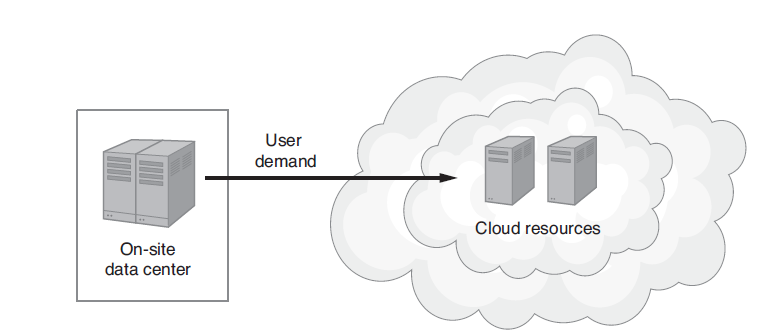 User
demand
On-site
data center
Cloud resources